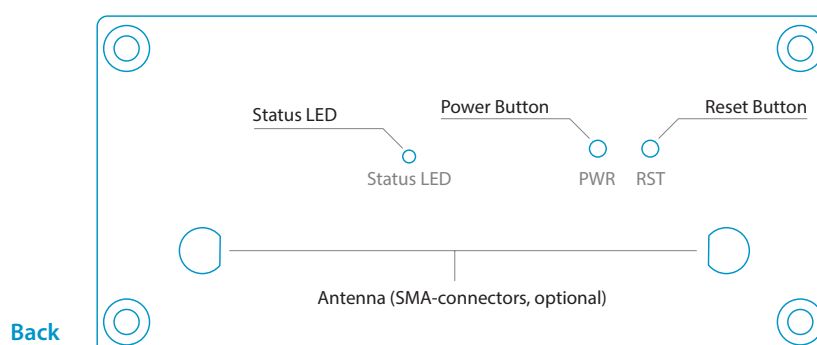 Status LED
Power Button
Reset Button
Status LED
PWR
RST
Antenna (SMA-connectors, optional)
Back